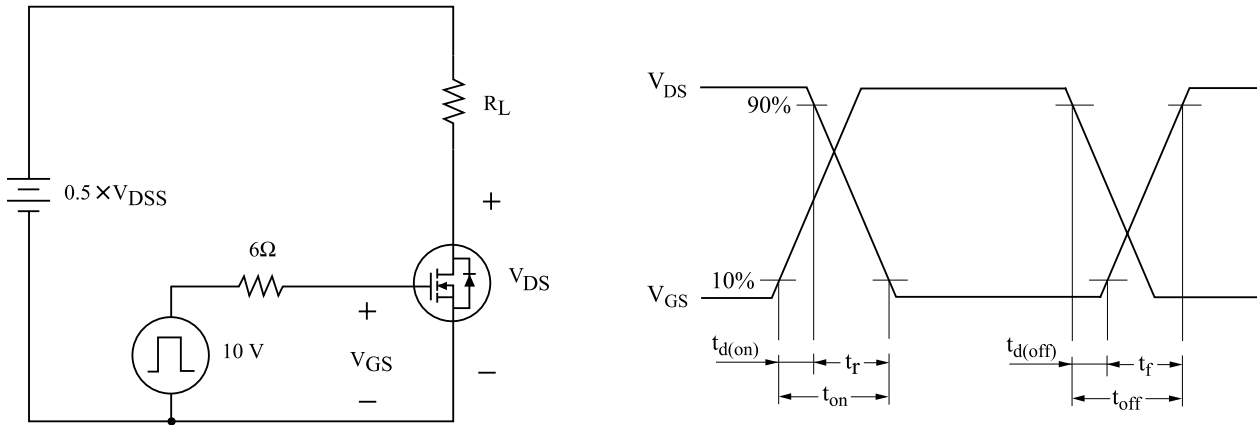 R_L
0.5 ×V_DSS
6Ω
+
V_DS
+
10 V
V_GS
−
−
V_DS
90%
10%
V_GS
t_d(on)
t_r
t_on
t_d(off)
t_f
t_off